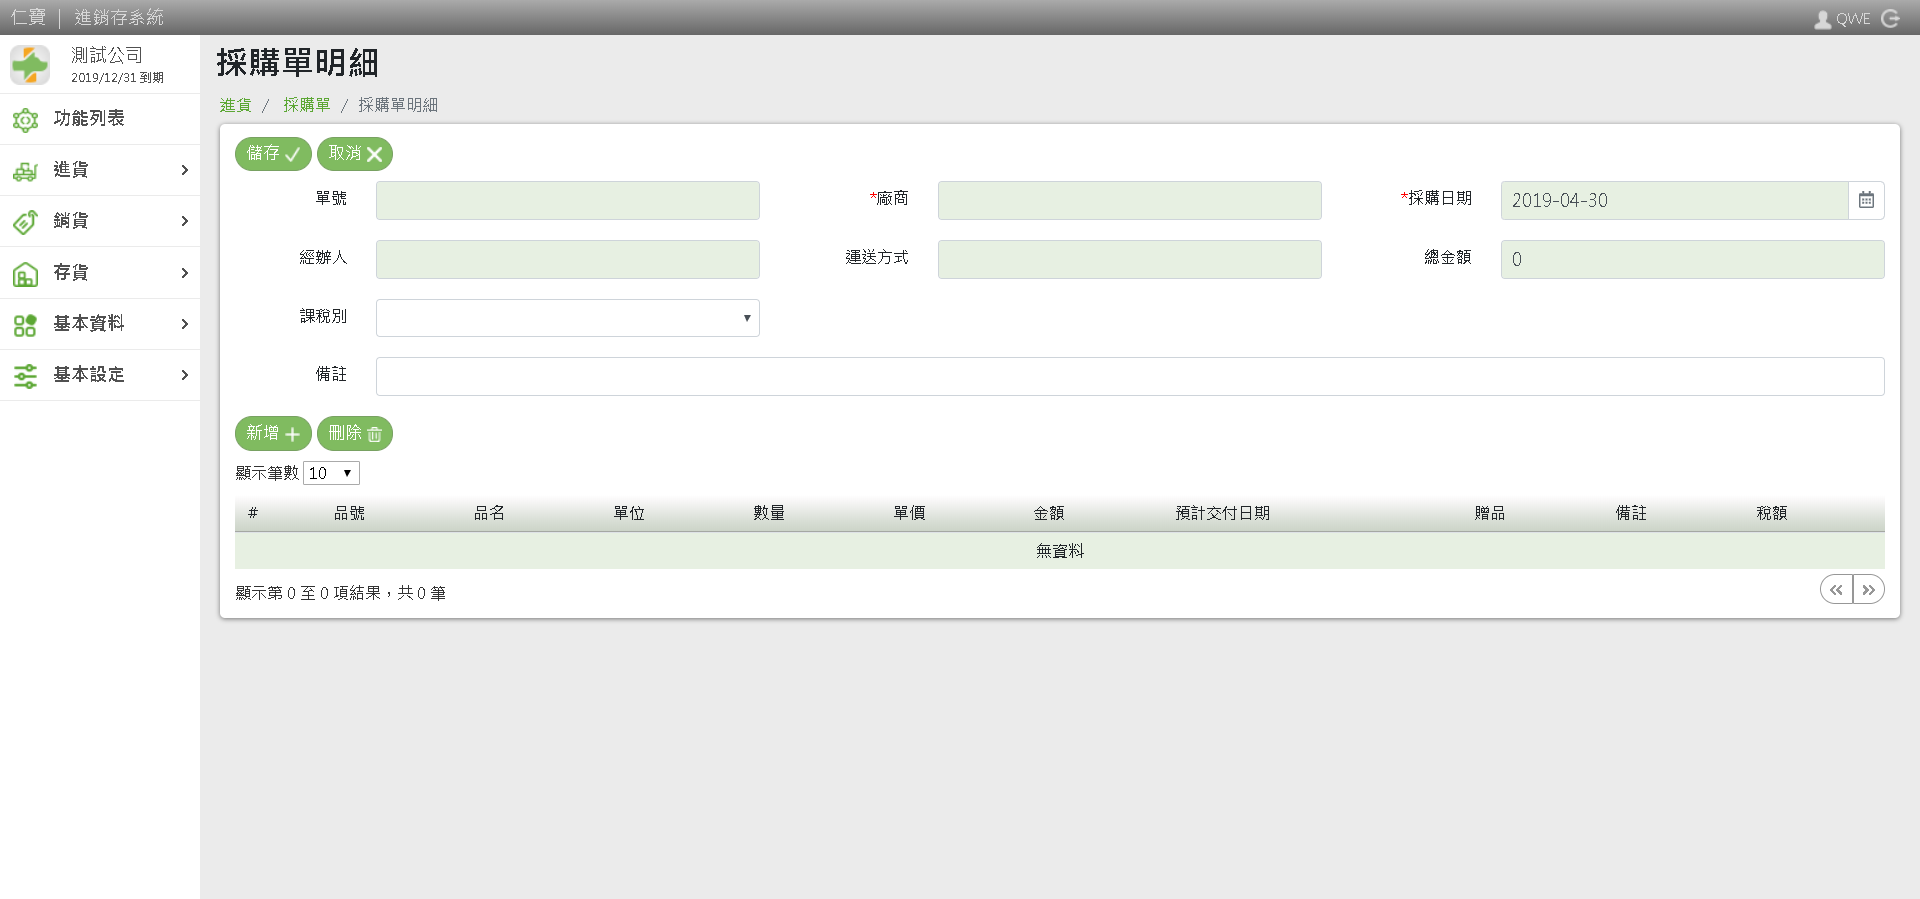 仁寶 | 進銷存系統
QWE
測試公司
2019/12/31 到期
功能列表
進貨
銷貨
存貨
基本資料
基本設定
採購單明細
進貨 / 採購單 / 採購單明細
儲存 取消
單號 *廠商 *採購日期 2019-04-30
經辦人 運送方式 總金額 0
課稅別
備註
新增 刪除
顯示筆數 10
# 品號 品名 單位 數量 單價 金額 預計交付日期 贈品 備註 稅額
無資料
顯示第 0 至 0 項結果，共 0 筆
« »